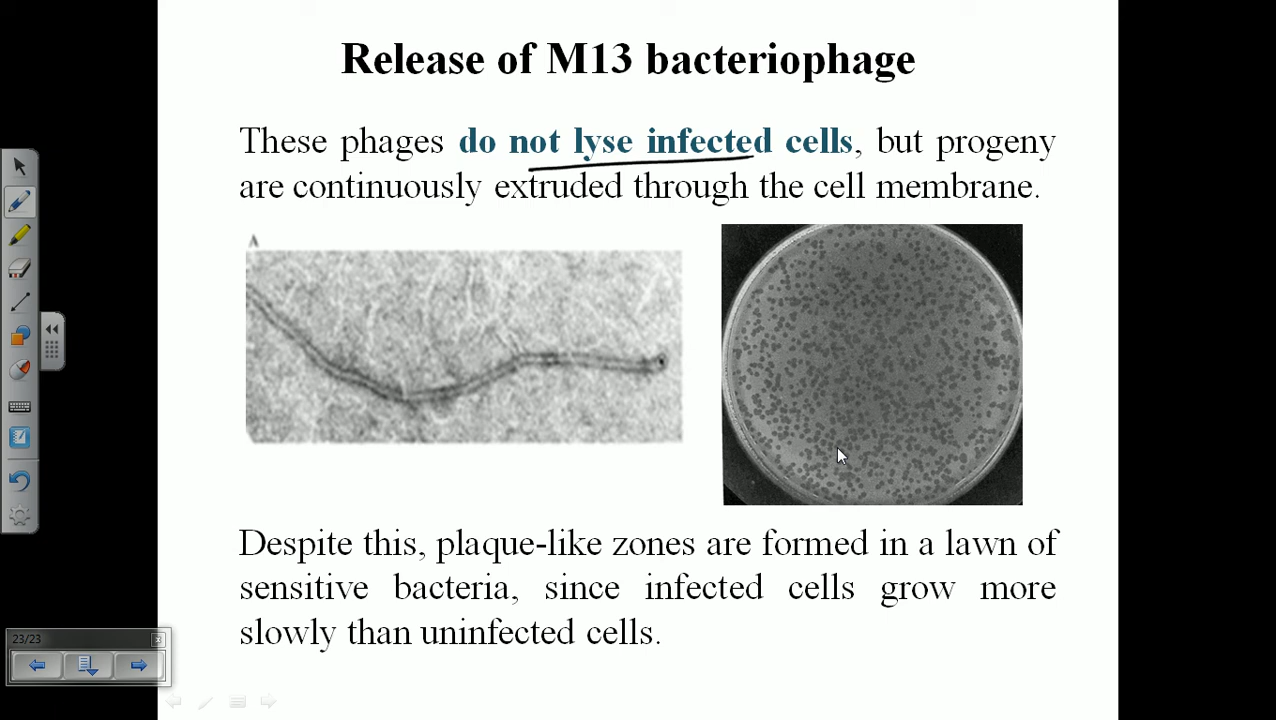 Release of M13 bacteriophage
These phages do not lyse infected cells, but progeny
are continuously extruded through the cell membrane.
A
Despite this, plaque-like zones are formed in a lawn of
sensitive bacteria, since infected cells grow more
slowly than uninfected cells.
23/23